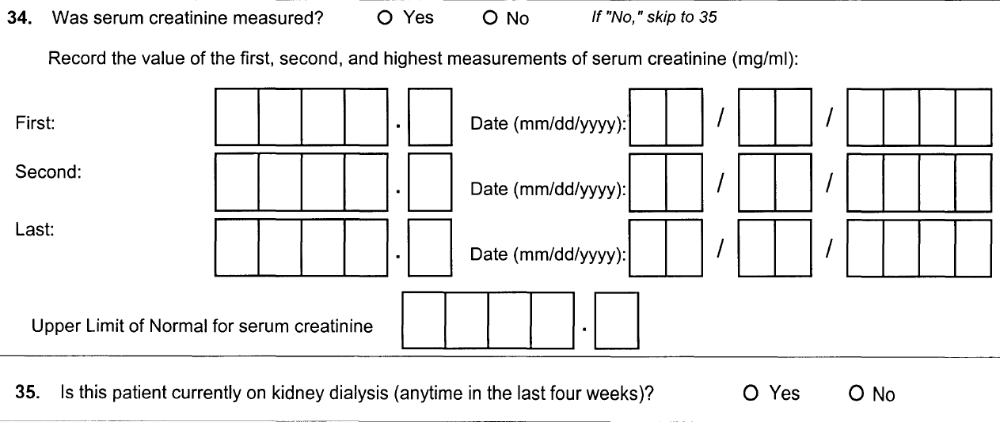 34. Was serum creatinine measured? O Yes O No If "No," skip to 35
Record the value of the first, second, and highest measurements of serum creatinine (mg/ml):
First: . Date (mm/dd/yyyy): / /
Second: . Date (mm/dd/yyyy): / /
Last: . Date (mm/dd/yyyy): / /
Upper Limit of Normal for serum creatinine .
35. Is this patient currently on kidney dialysis (anytime in the last four weeks)? O Yes O No